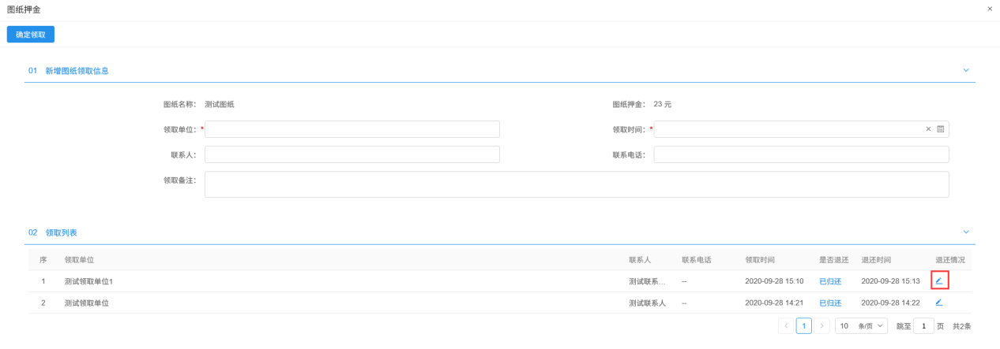 图纸押金
确定领取
01 新增图纸领取信息
图纸名称: 测试图纸 图纸押金: 23 元
领取单位:* 领取时间:*
联系人: 联系电话:
领取备注:
02 领取列表
序 领取单位 联系人 联系电话 领取时间 是否退还 退还时间 退还情况
1 测试领取单位1 测试联系... -- 2020-09-28 15:10 已归还 2020-09-28 15:13
2 测试领取单位 测试联系人 -- 2020-09-28 14:21 已归还 2020-09-28 14:22
< 1 > 10 条/页 跳至 1 页 共2条